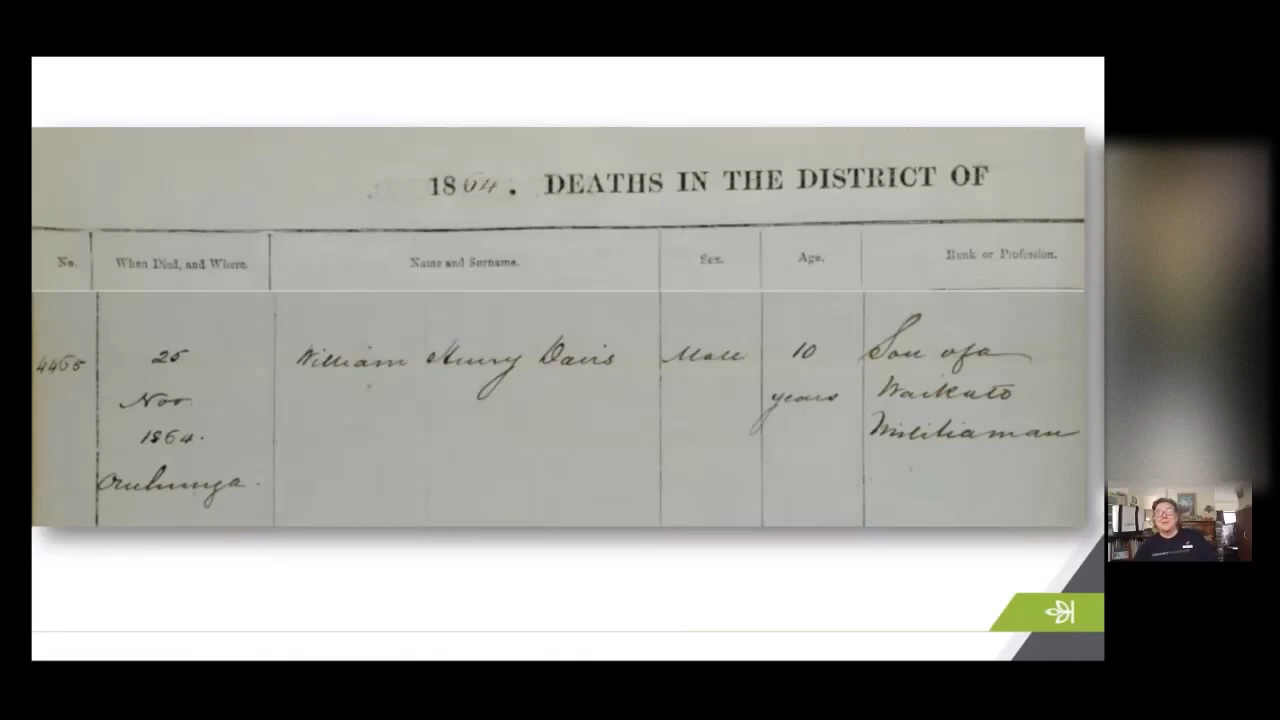 1864. DEATHS IN THE DISTRICT OF
No. When Died, and Where. Name and Surname. Sex. Age. Rank or Profession.
4465 25 William Henry Davis Male 10 Son of a
Nov. years Waikato
1864. Militiaman
Onehunga.